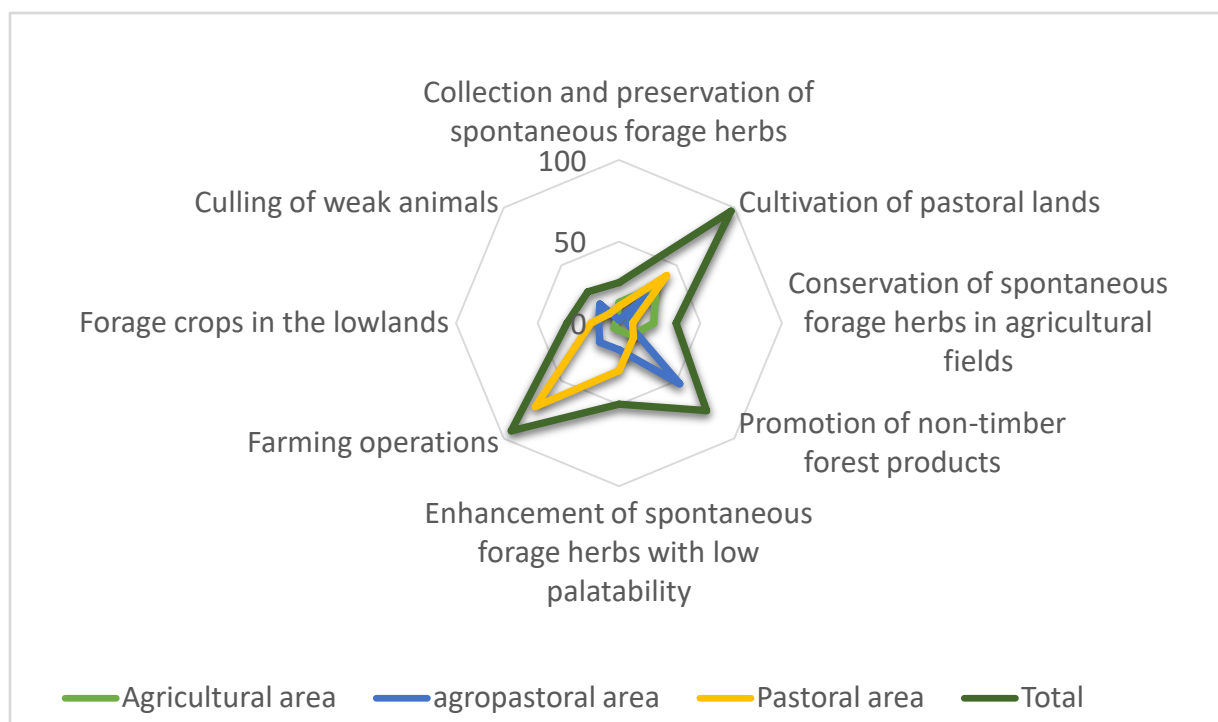 Collection and preservation of
spontaneous forage herbs
100
Culling of weak animals
Cultivation of pastoral lands
50
Conservation of spontaneous
forage herbs in agricultural
fields
Forage crops in the lowlands
0
Promotion of non-timber
forest products
Farming operations
Enhancement of spontaneous
forage herbs with low
palatability
Agricultural area agropastoral area Pastoral area Total